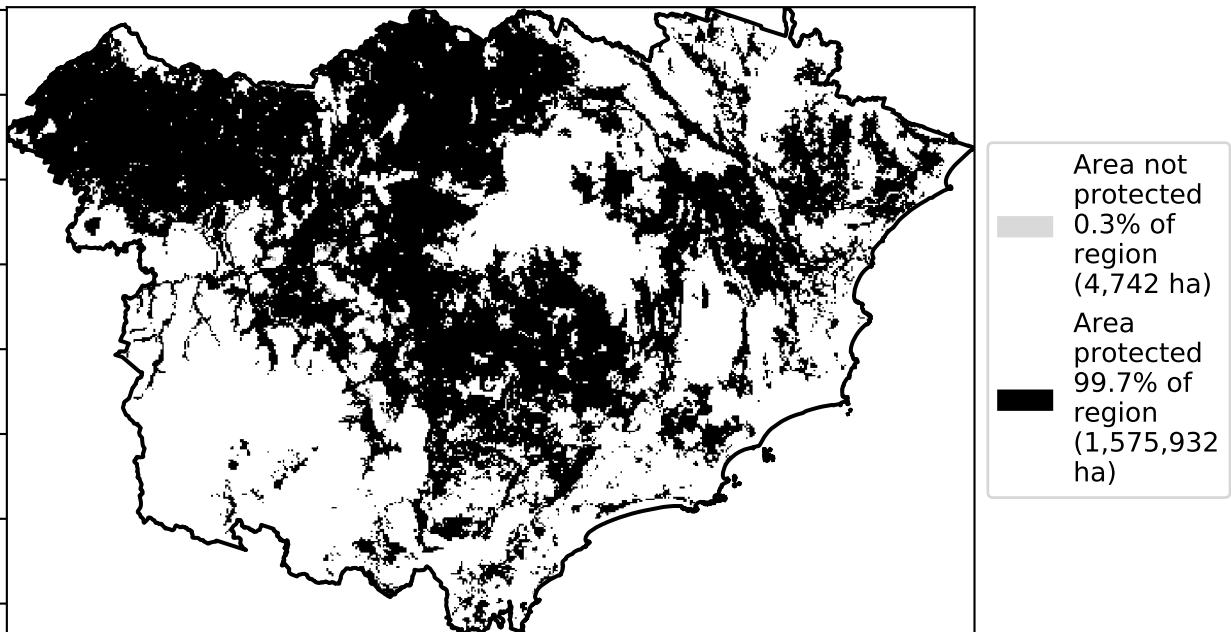 Area not
protected
0.3% of
region
(4,742 ha)
Area
protected
99.7% of
region
(1,575,932
ha)